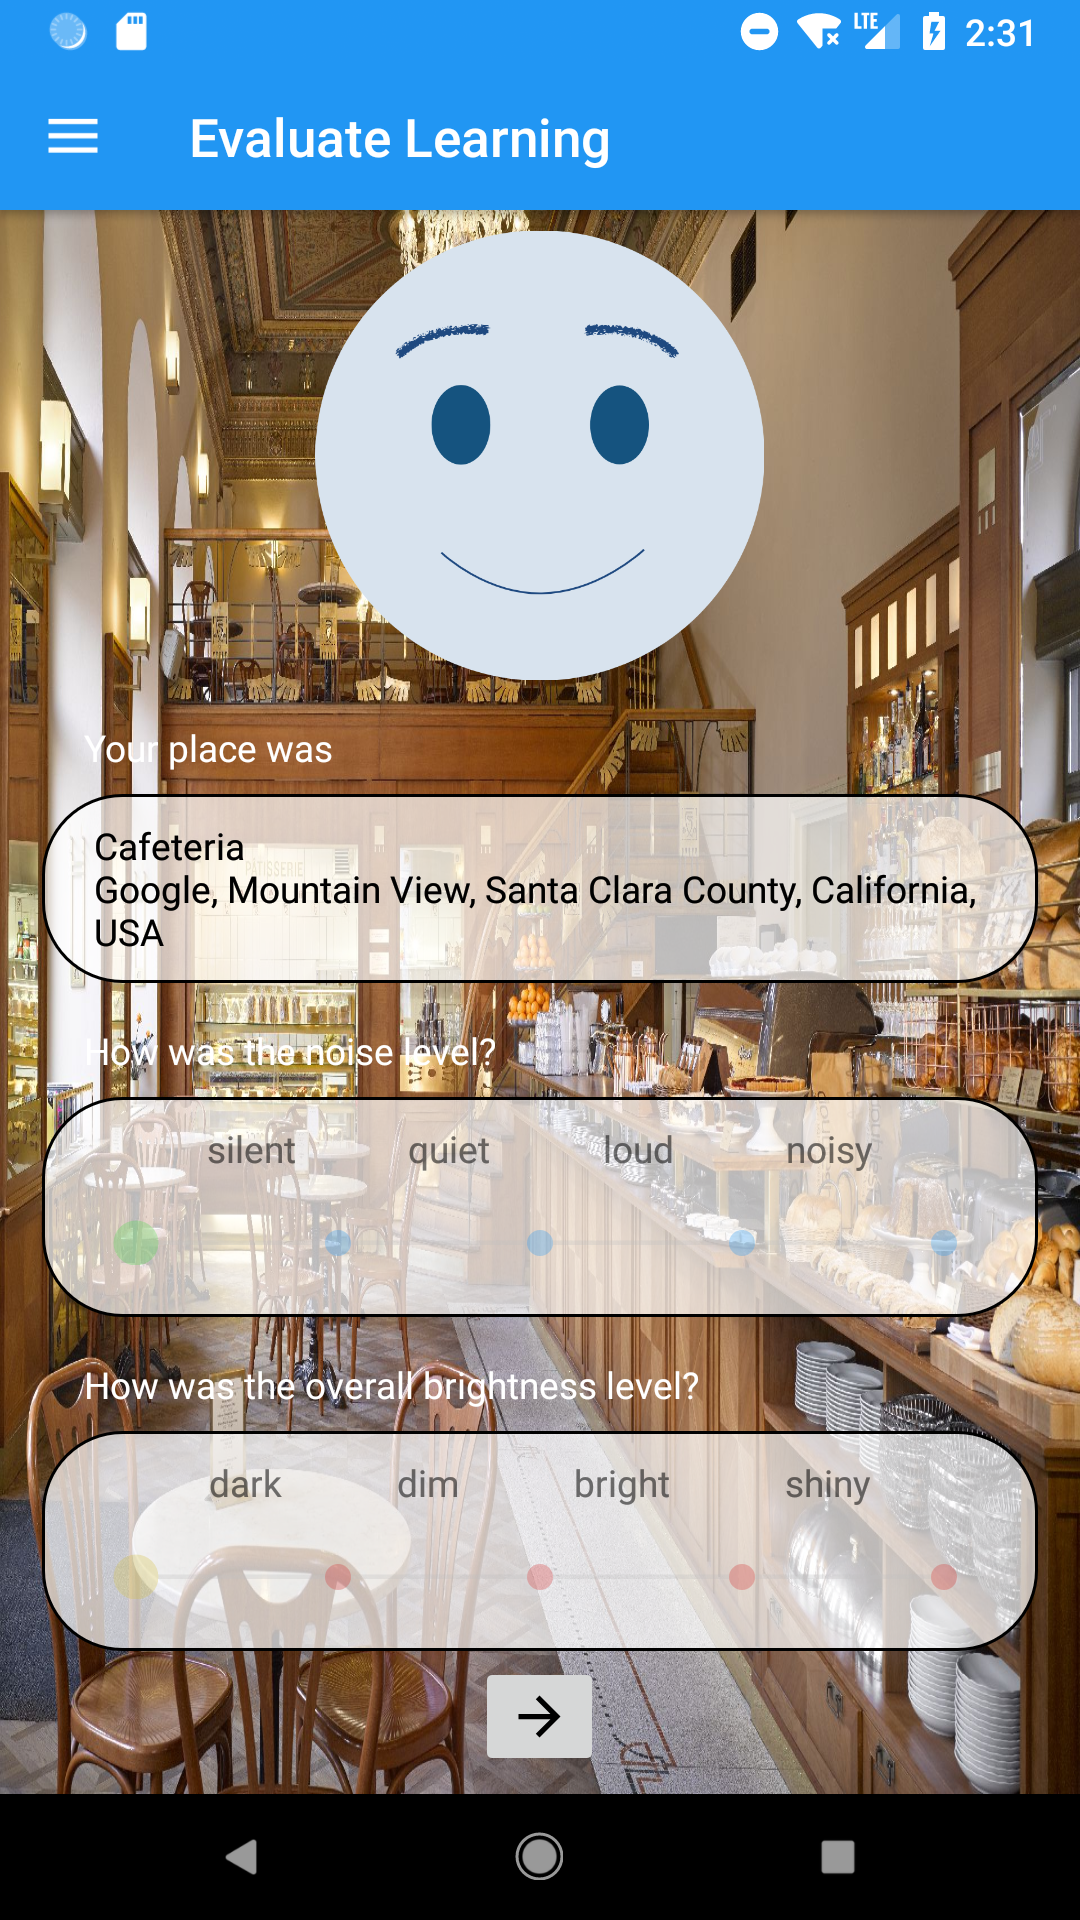 LTE 2:31
Evaluate Learning
Your place was
Cafeteria
PATISSERIE
Google, Mountain View, Santa Clara County, California,
USA
How was the noise level?
silent quiet loud noisy
How was the overall brightness level?
dark dim bright shiny